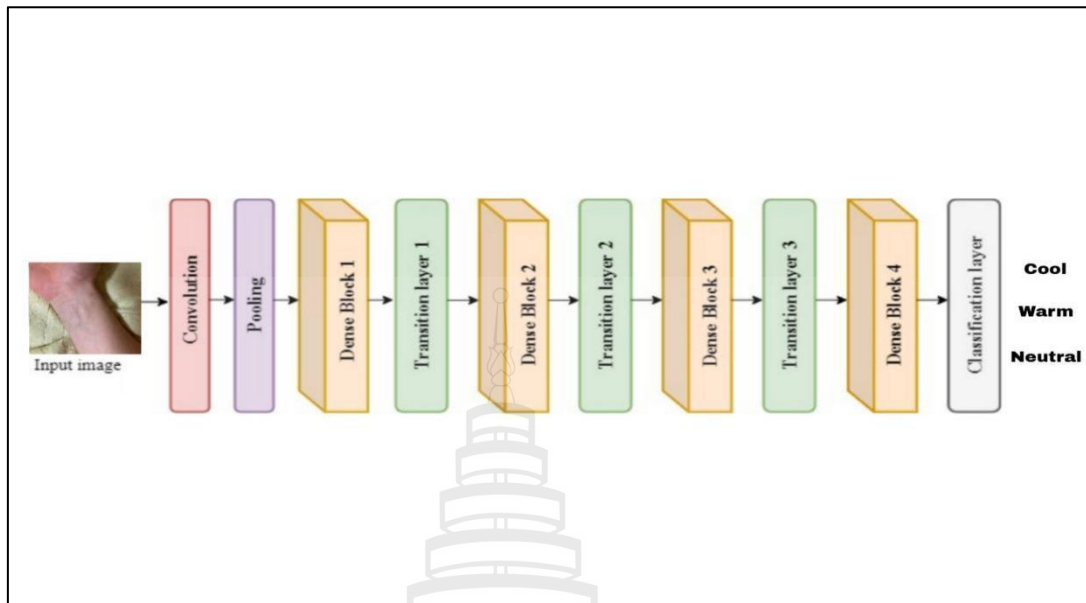 Input image
Convolution
Pooling
Dense Block 1
Transition layer 1
Dense Block 2
Transition layer 2
Dense Block 3
Transition layer 3
Dense Block 4
Classification layer
Cool
Warm
Neutral